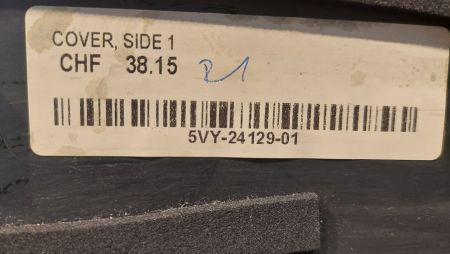 COVER, SIDE 1
CHF 38.15
5VY-24129-01